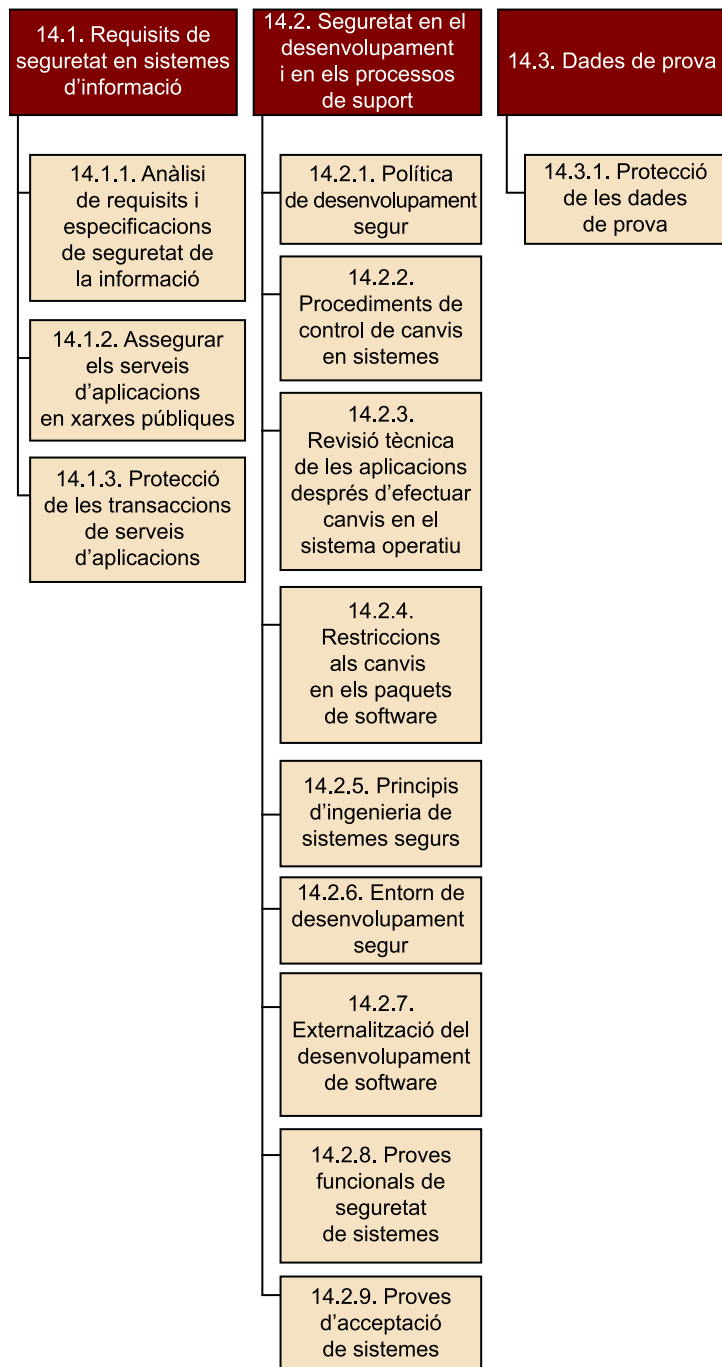 14.1. Requisits de
seguretat en sistemes
d’informació
14.1.1. Anàlisi
de requisits i
especificacions
de seguretat de
la informació
14.1.2. Assegurar
els serveis
d’aplicacions
en xarxes públiques
14.1.3. Protecció
de les transaccions
de serveis
d’aplicacions
14.2. Seguretat en el
desenvolupament
i en els processos
de suport
14.2.1. Política
de desenvolupament
segur
14.2.2.
Procediments de
control de canvis
en sistemes
14.2.3.
Revisió tècnica
de les aplicacions
després d’efectuar
canvis en el
sistema operatiu
14.2.4.
Restriccions
als canvis
en els paquets
de software
14.2.5. Principis
d’ingenieria de
sistemes segurs
14.2.6. Entorn de
desenvolupament
segur
14.2.7.
Externalització del
desenvolupament
de software
14.2.8. Proves
funcionals de
seguretat
de sistemes
14.2.9. Proves
d’acceptació
de sistemes
14.3. Dades de prova
14.3.1. Protecció
de les dades
de prova